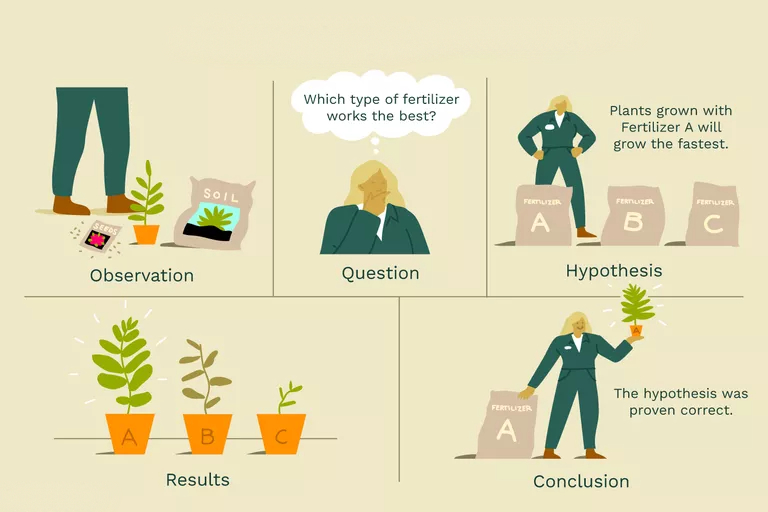 SOIL
SEEDS
Observation
Which type of fertilizer
works the best?
Question
Plants grown with
Fertilizer A will
grow the fastest.
FERTILIZER
A
FERTILIZER
B
FERTILIZER
C
Hypothesis
A
B
C
Results
A
FERTILIZER
A
The hypothesis was
proven correct.
Conclusion